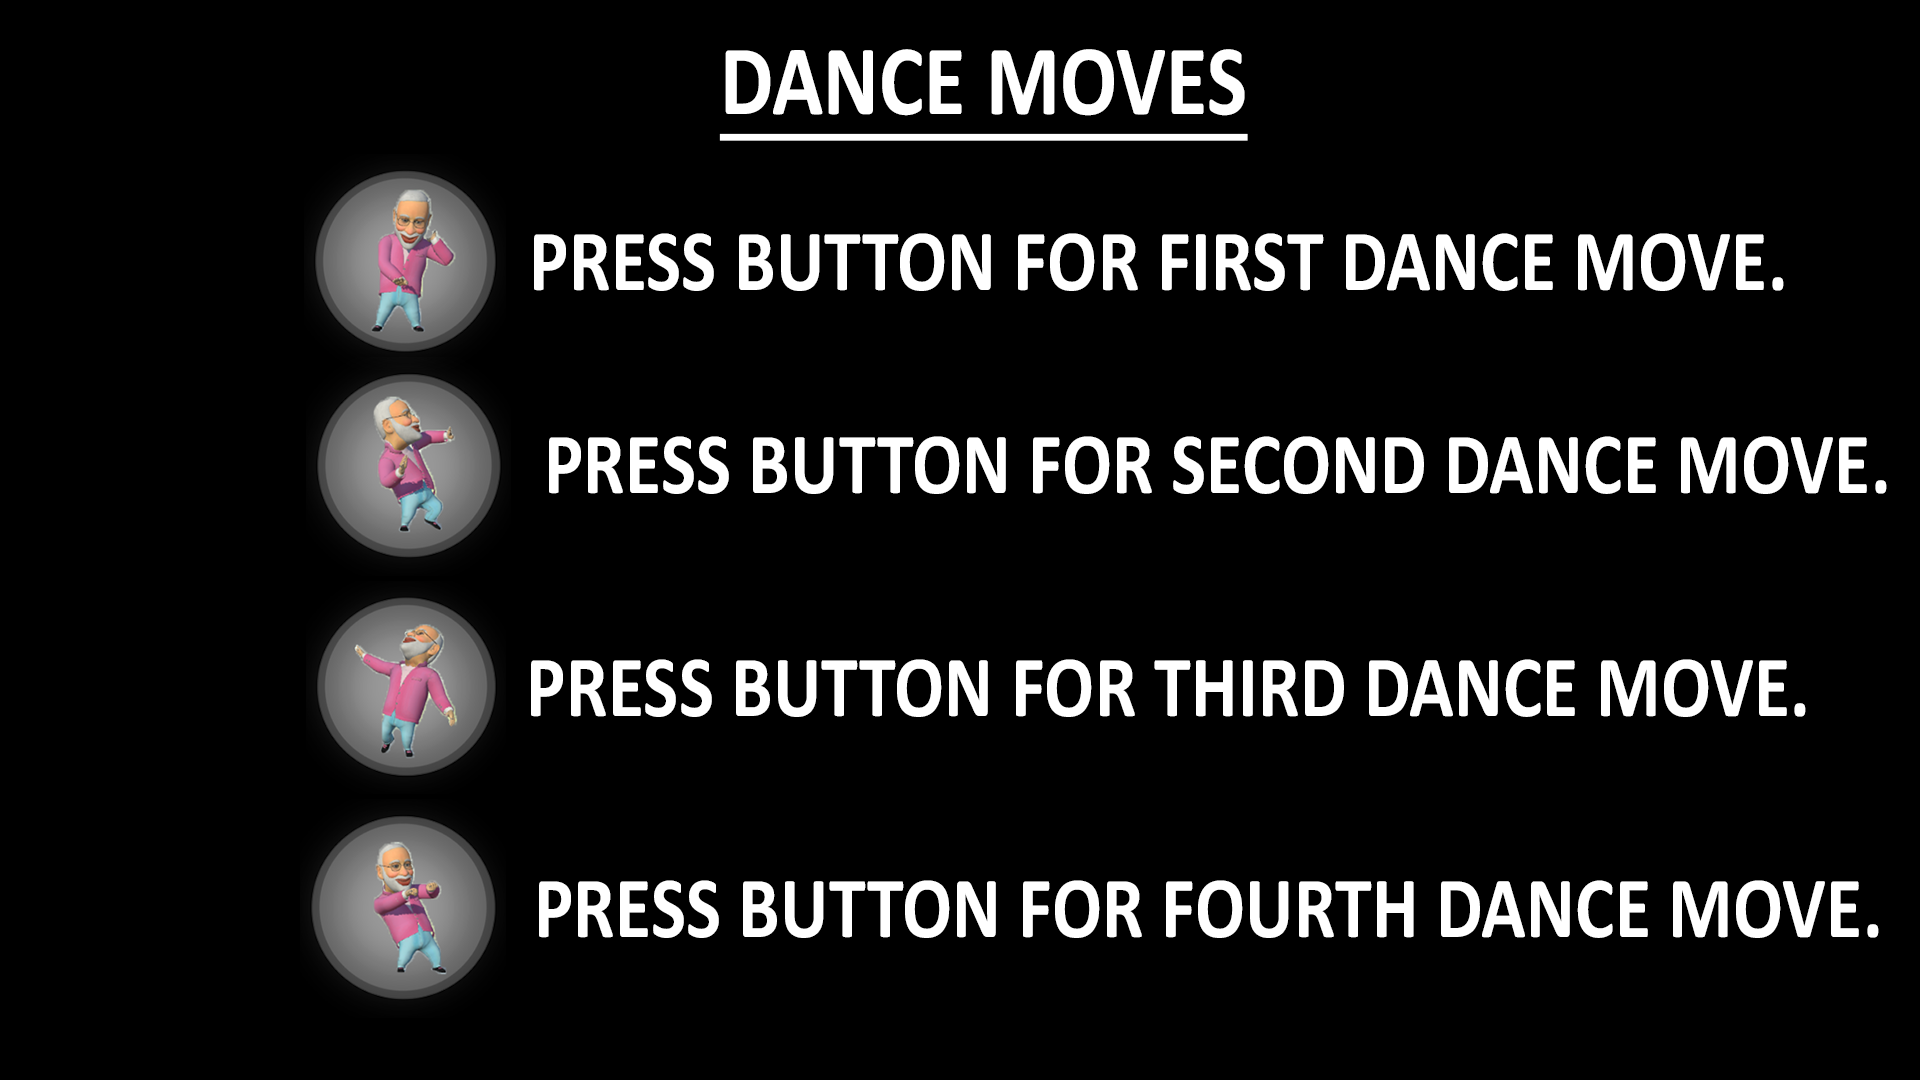 DANCE MOVES
PRESS BUTTON FOR FIRST DANCE MOVE.
PRESS BUTTON FOR SECOND DANCE MOVE.
PRESS BUTTON FOR THIRD DANCE MOVE.
PRESS BUTTON FOR FOURTH DANCE MOVE.